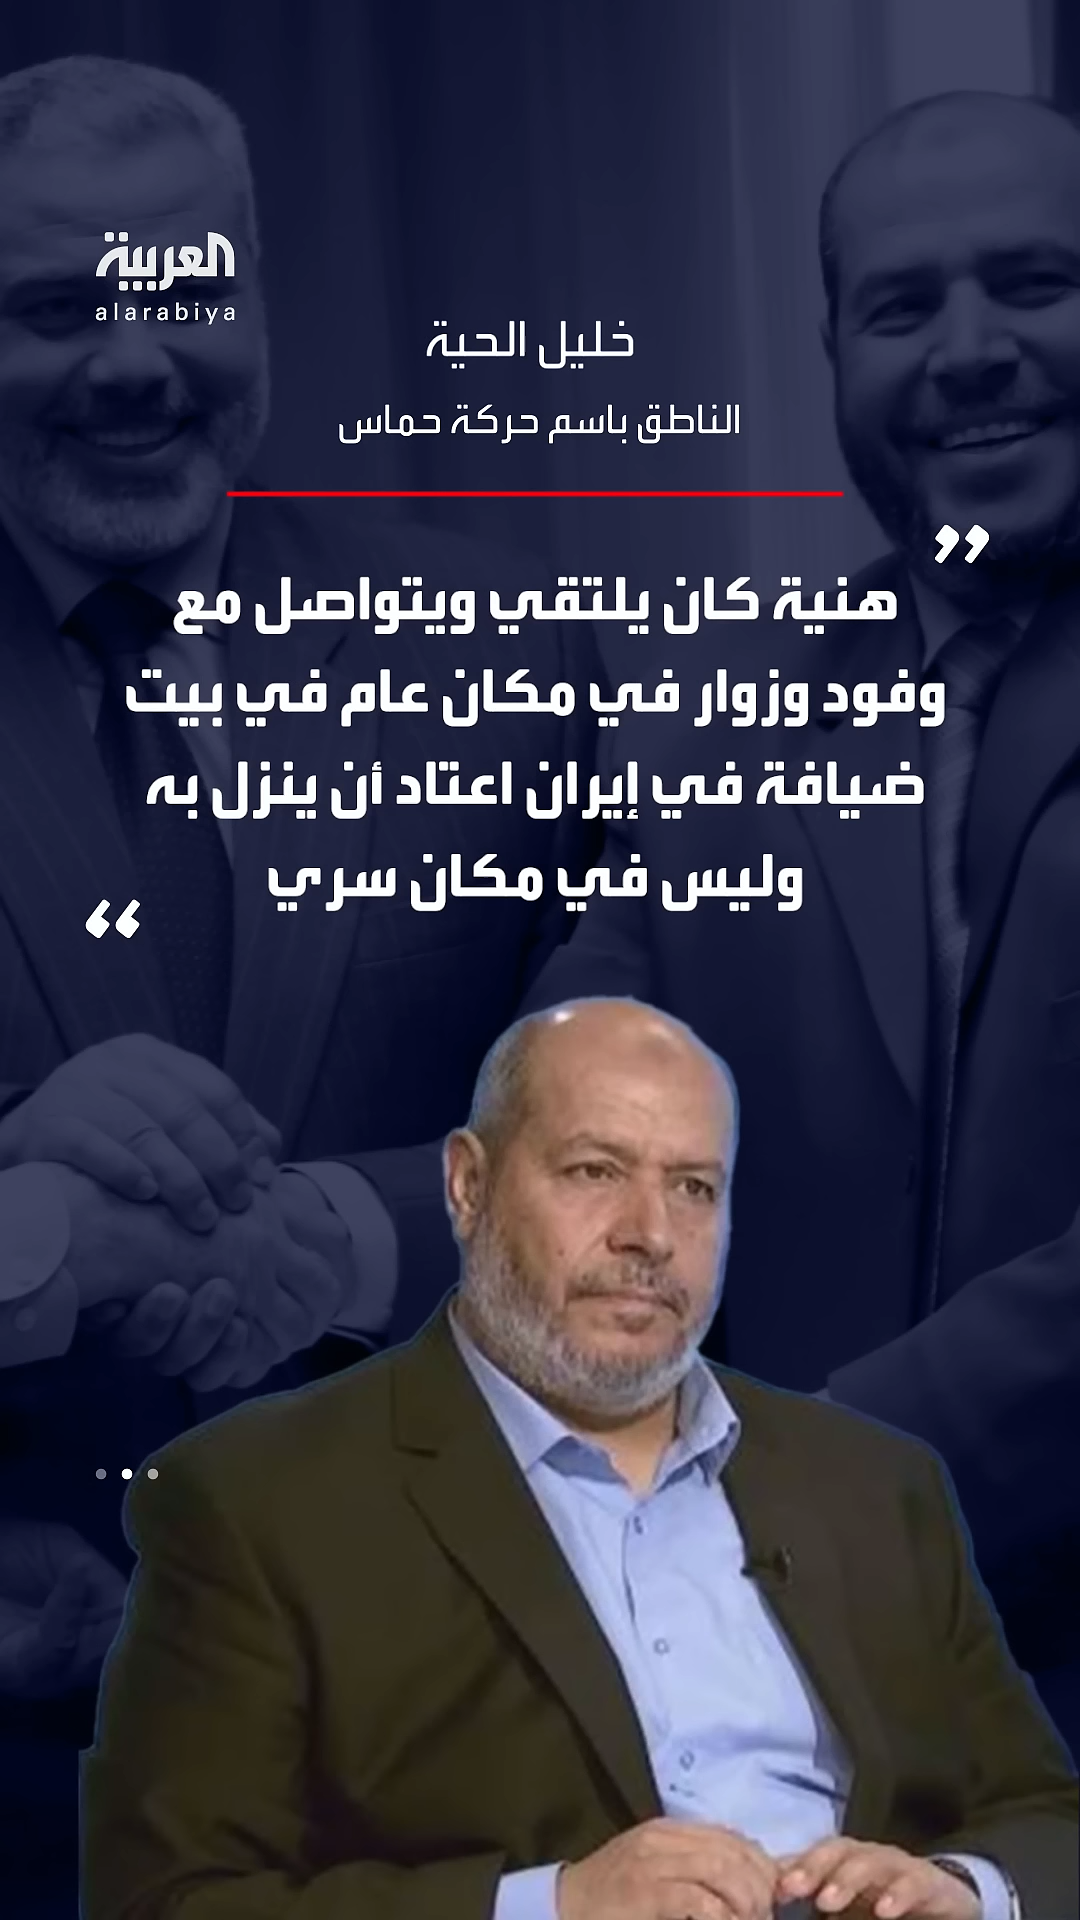 العربية
alarabiya
خليل الحية
الناطق باسم حركة حماس
”
هنية كان يلتقي ويتواصل مع
وفود وزوار في مكان عام في بيت
ضيافة في إيران اعتاد أن ينزل به
وليس في مكان سري
“